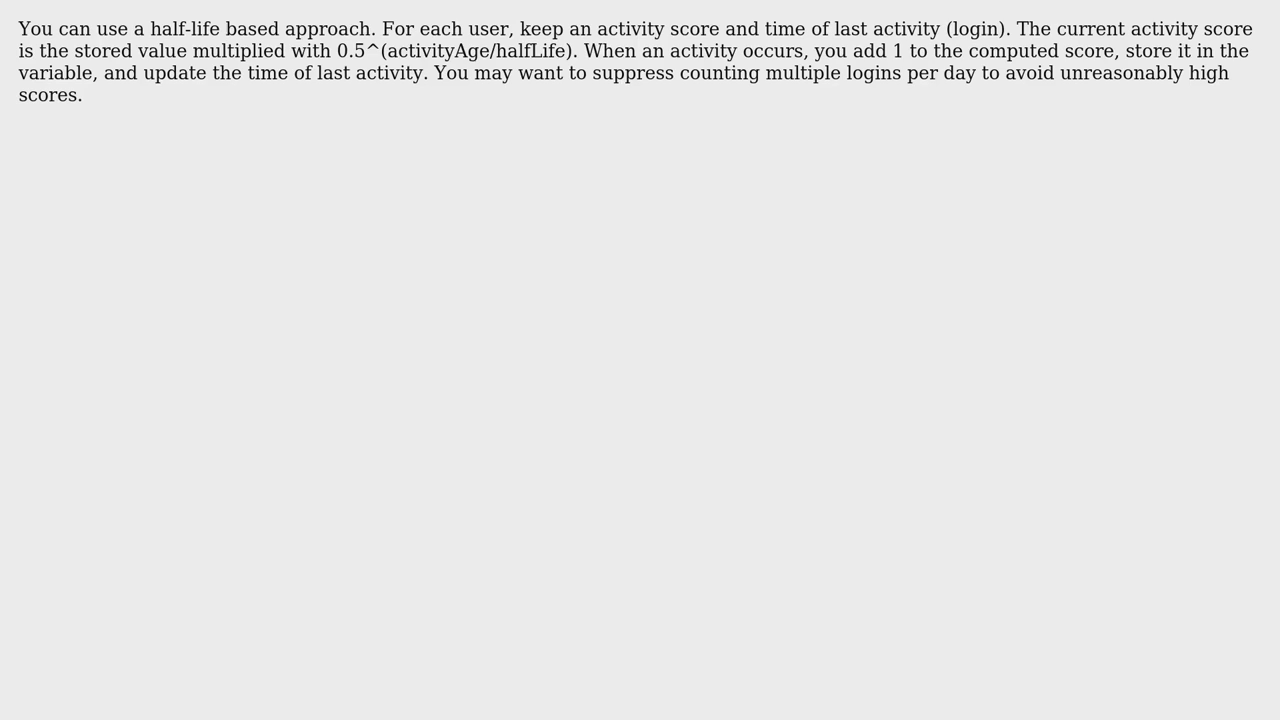 You can use a half-life based approach. For each user, keep an activity score and time of last activity (login). The current activity score
is the stored value multiplied with 0.5^(activityAge/halfLife). When an activity occurs, you add 1 to the computed score, store it in the
variable, and update the time of last activity. You may want to suppress counting multiple logins per day to avoid unreasonably high
scores.